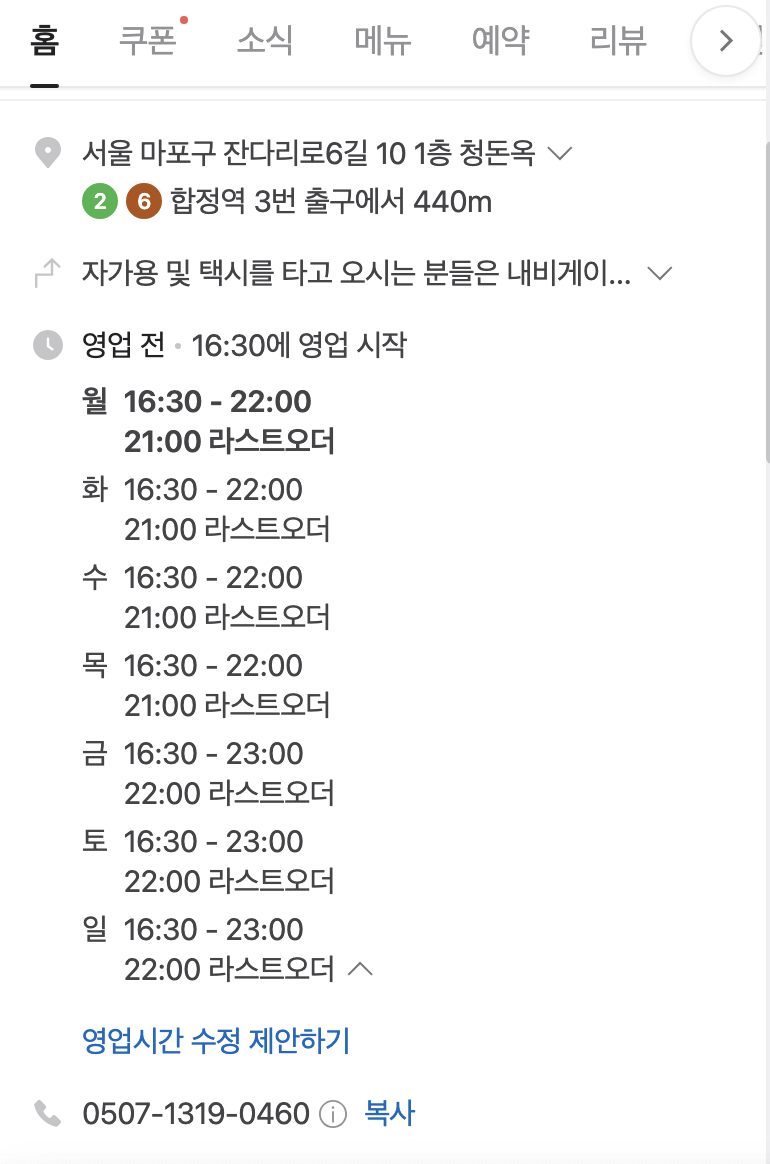 홈 쿠폰 소식 메뉴 예약 리뷰
서울 마포구 잔다리로6길 10 1층 청돈옥
2 6 합정역 3번 출구에서 440m
자가용 및 택시를 타고 오시는 분들은 내비게이...
영업 전 · 16:30에 영업 시작
월 16:30 - 22:00
21:00 라스트오더
화 16:30 - 22:00
21:00 라스트오더
수 16:30 - 22:00
21:00 라스트오더
목 16:30 - 22:00
21:00 라스트오더
금 16:30 - 23:00
22:00 라스트오더
토 16:30 - 23:00
22:00 라스트오더
일 16:30 - 23:00
22:00 라스트오더
영업시간 수정 제안하기
0507-1319-0460 복사